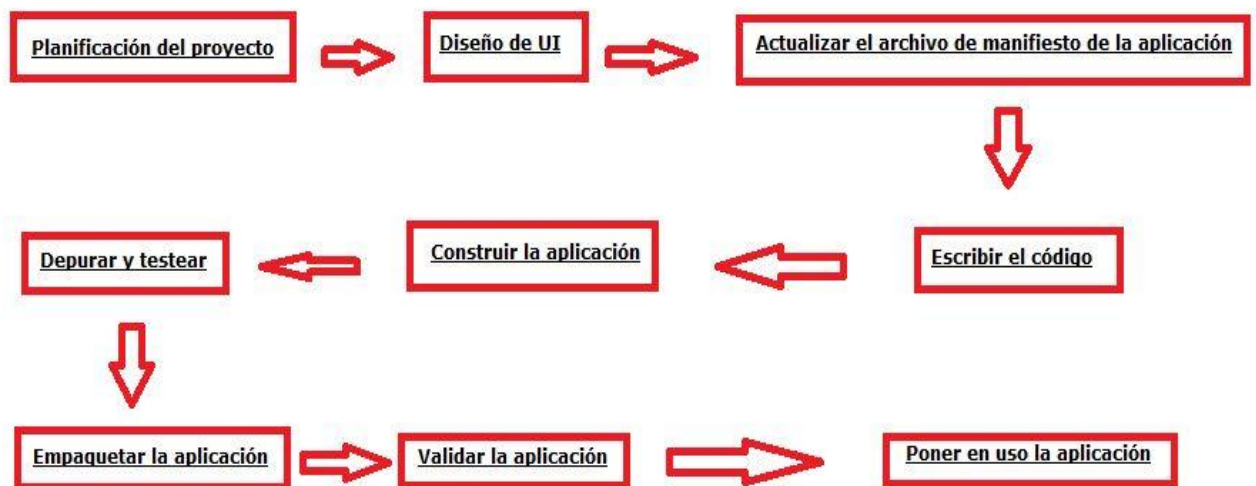 Planificación del proyecto
Diseño de UI
Actualizar el archivo de manifiesto de la aplicación
Escribir el código
Construir la aplicación
Depurar y testear
Empaquetar la aplicación
Validar la aplicación
Poner en uso la aplicación